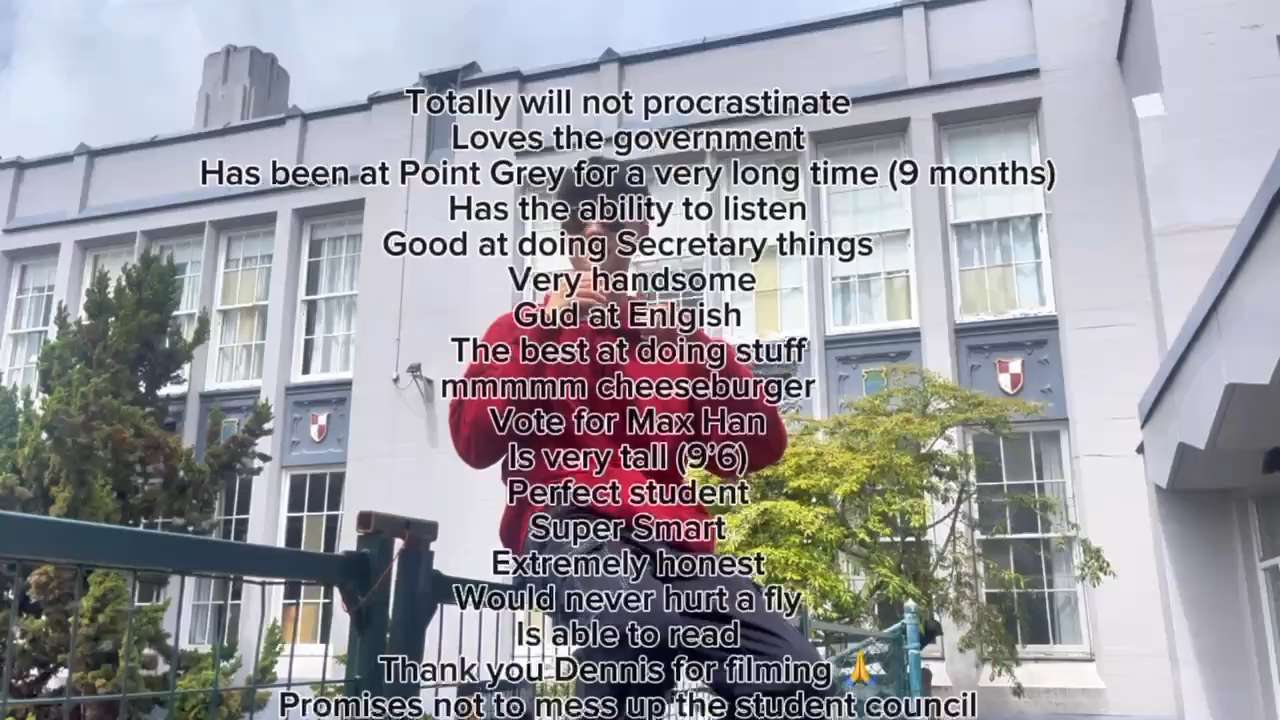 Totally will not procrastinate
Loves the government
Has been at Point Grey for a very long time (9 months)
Has the ability to listen
Good at doing Secretary things
Very handsome
Gud at Enlgish
The best at doing stuff
mmmmm cheeseburger
Vote for Max Han
Is very tall (9'6)
Perfect student
Super Smart
Extremely honest
Would never hurt a fly
Is able to read
Thank you Dennis for filming 🙏
Promises not to mess up the student council